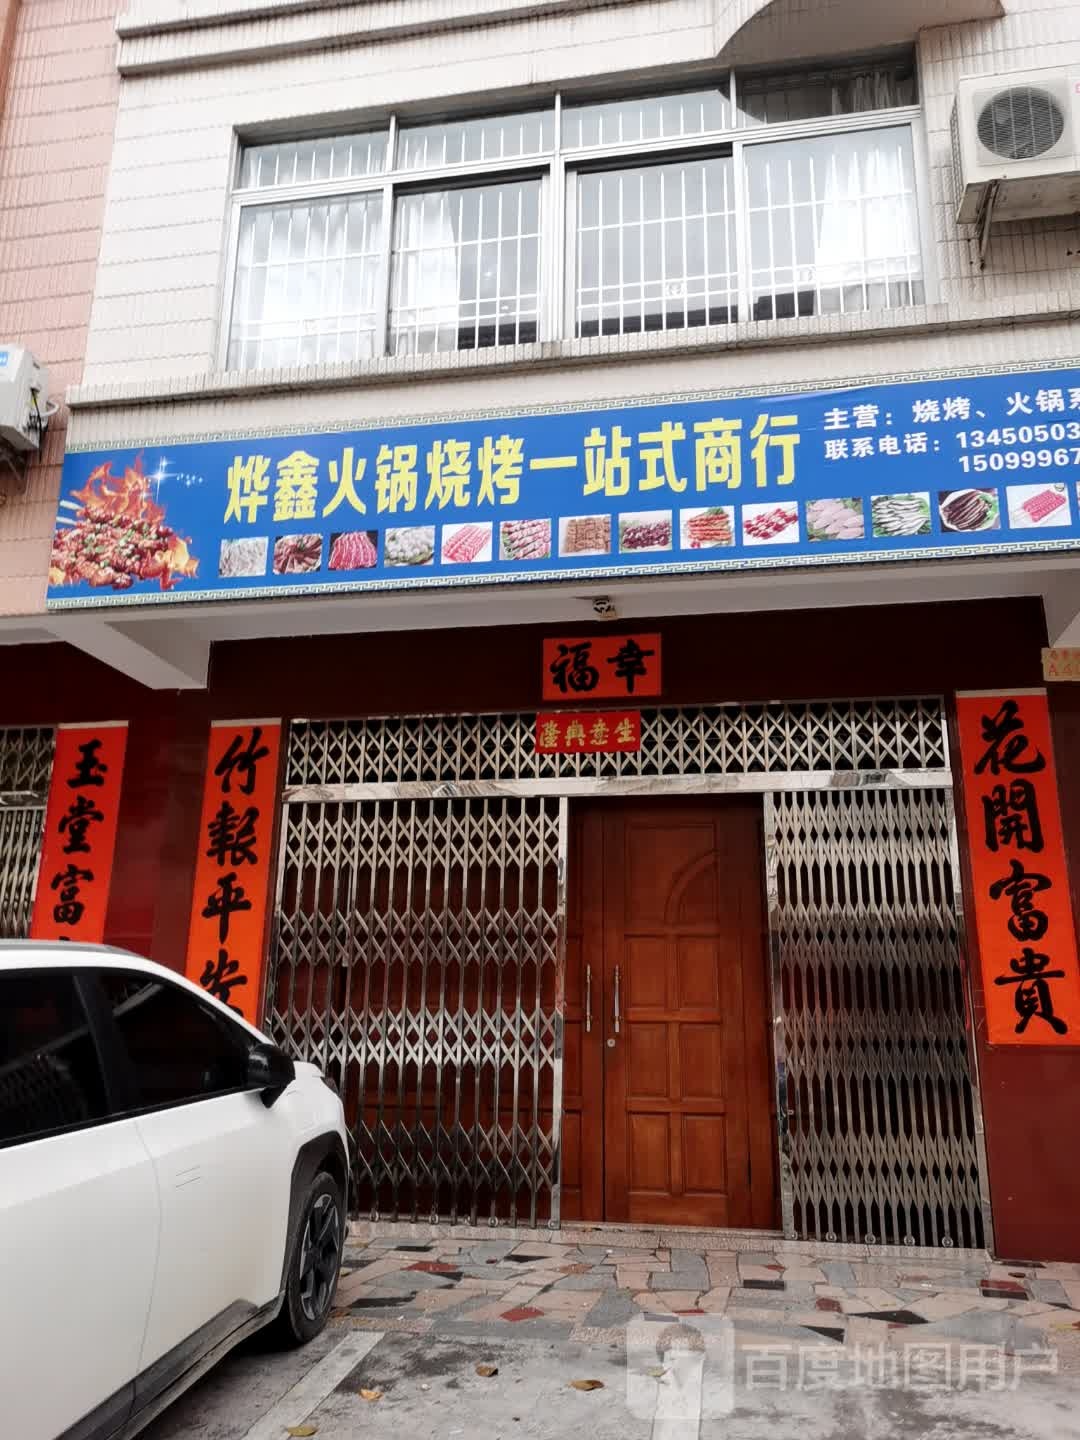 烨鑫火锅烧烤一站式商行
主营：烧烤、火锅系
联系电话：13450503
15099967
幸福
生意興隆
玉堂富
竹報平安
花開富貴
百度地图用户